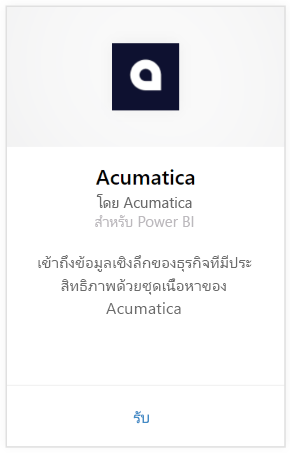 Acumatica
โดย Acumatica
สำหรับ Power BI
เข้าถึงข้อมูลเชิงลึกของธุรกิจที่มีประ
สิทธิภาพด้วยชุดเนื้อหาของ
Acumatica
รับ